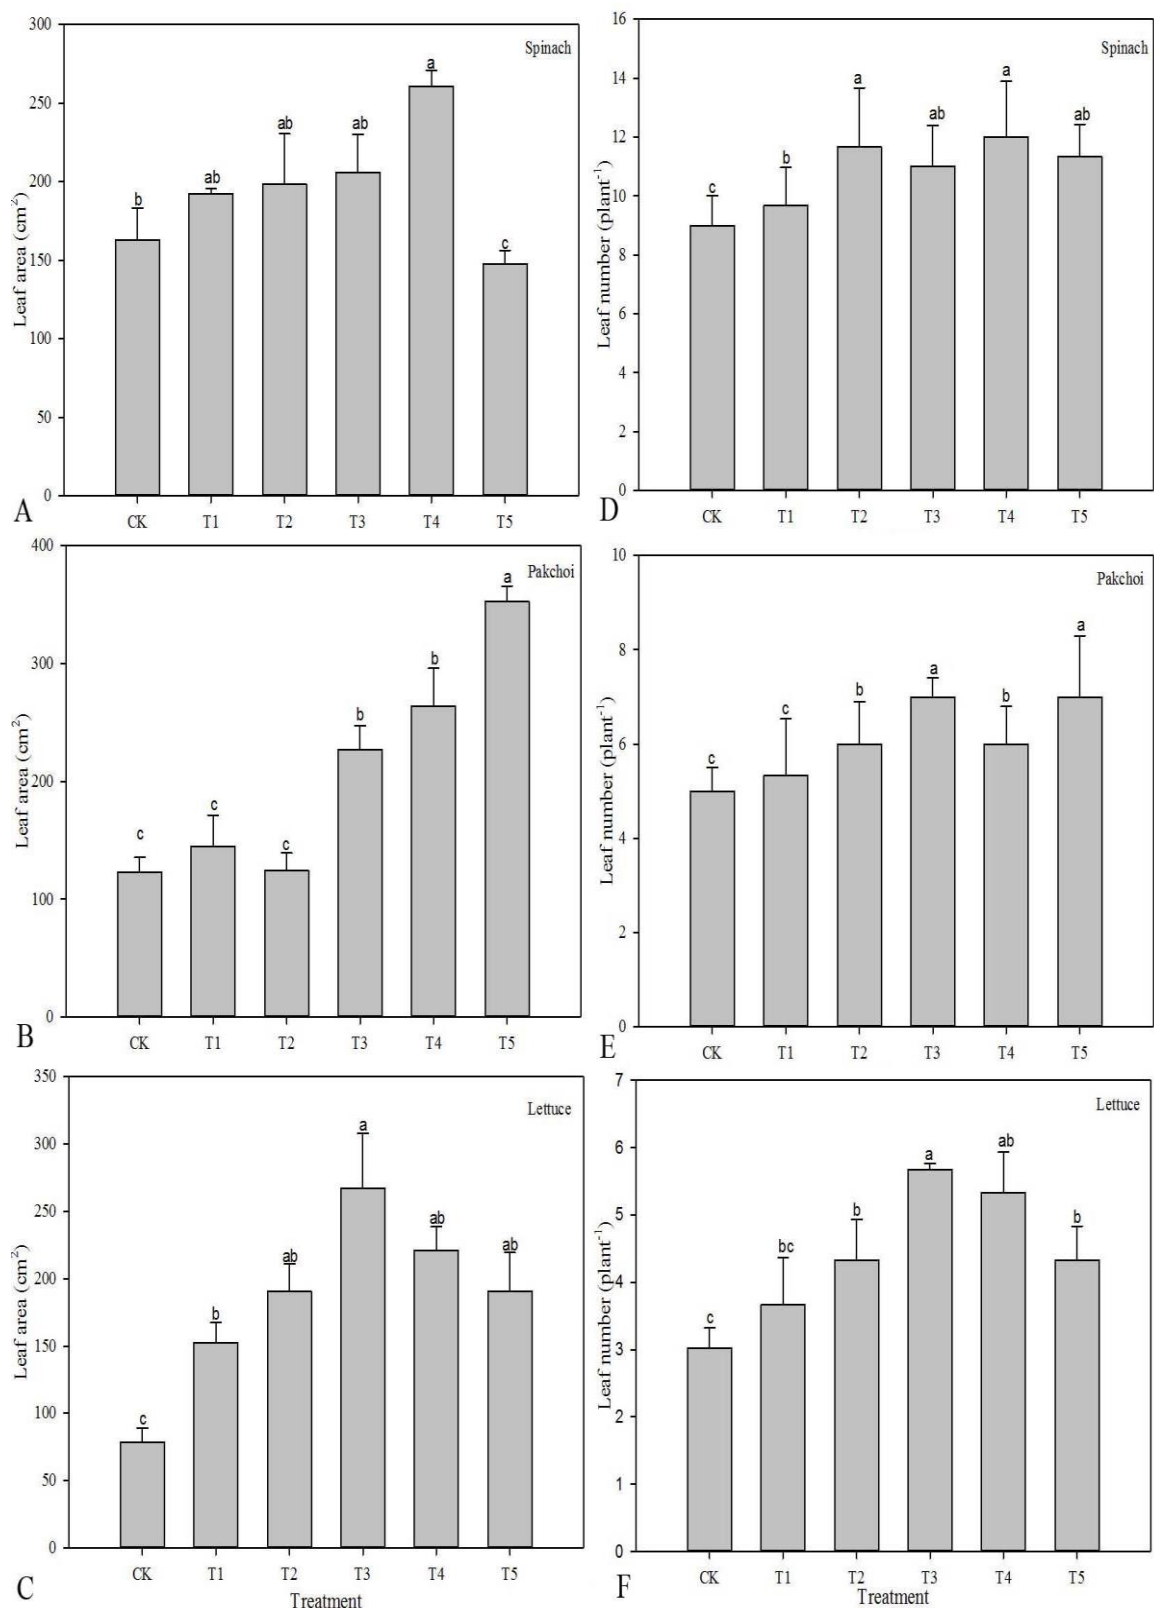 A
Spinach
Leaf area (cm²)
300
250
200
150
100
50
0
b
ab
ab
ab
a
c
CK T1 T2 T3 T4 T5
D
Spinach
Leaf number (plant⁻¹)
16
14
12
10
8
6
4
2
0
c
b
a
ab
a
ab
CK T1 T2 T3 T4 T5
B
Pakchoi
Leaf area (cm²)
400
300
200
100
0
c
c
c
b
b
a
CK T1 T2 T3 T4 T5
E
Pakchoi
Leaf number (plant⁻¹)
10
8
6
4
2
0
c
c
b
a
b
a
CK T1 T2 T3 T4 T5
C
Lettuce
Leaf area (cm²)
350
300
250
200
150
100
50
0
c
b
ab
a
ab
ab
CK T1 T2 T3 T4 T5
Treatment
F
Lettuce
Leaf number (plant⁻¹)
7
6
5
4
3
2
1
0
c
bc
b
a
ab
b
CK T1 T2 T3 T4 T5
Treatment